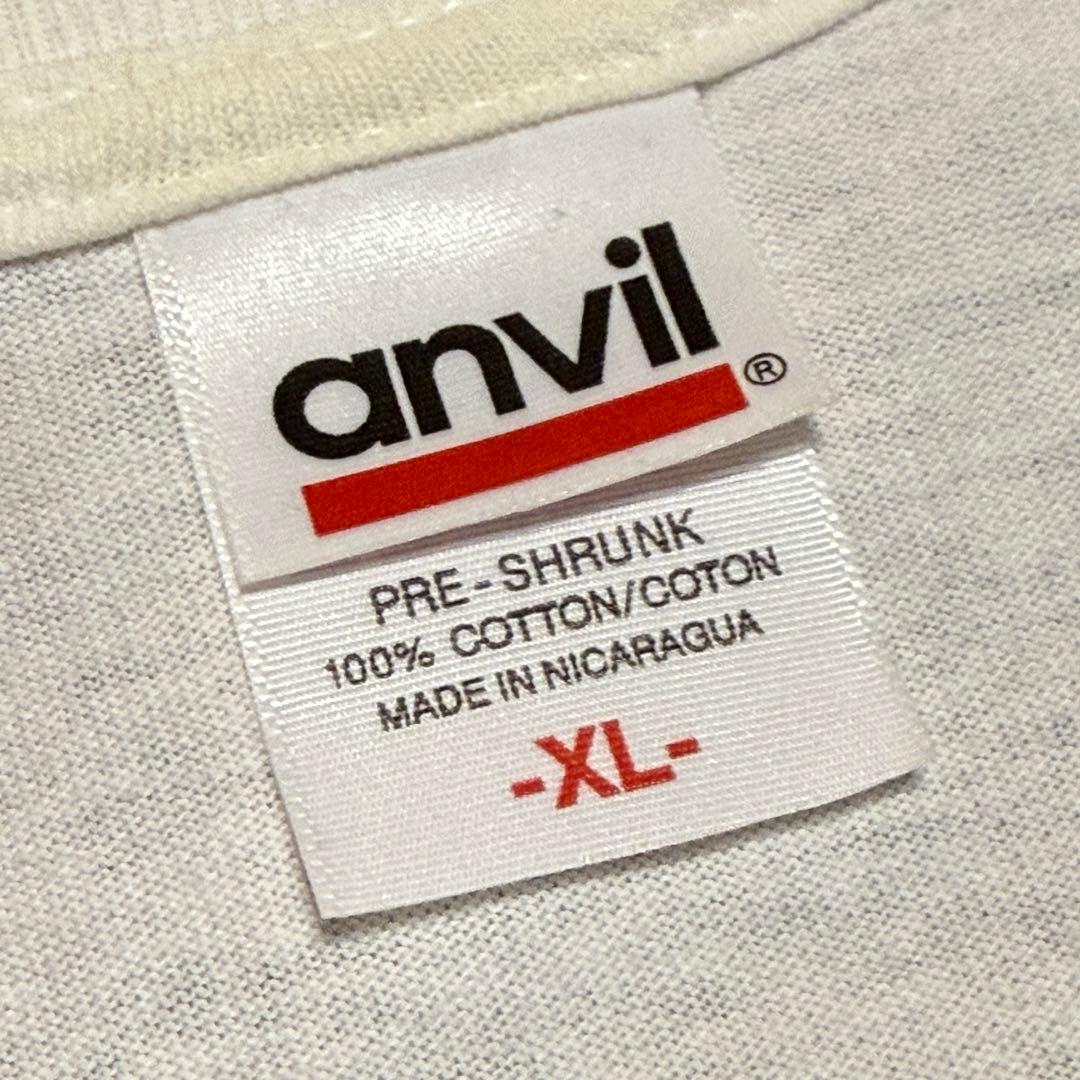 anvil®
PRE-SHRUNK
100% COTTON/COTON
MADE IN NICARAGUA
-XL-